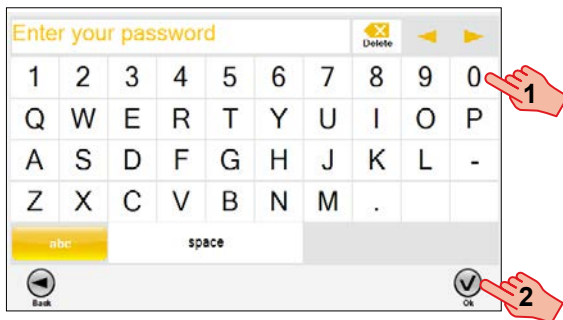 Enter your password Delete
1 2 3 4 5 6 7 8 9 0 1
Q W E R T Y U I O P
A S D F G H J K L -
Z X C V B N M .
abc space
Back Ok 2